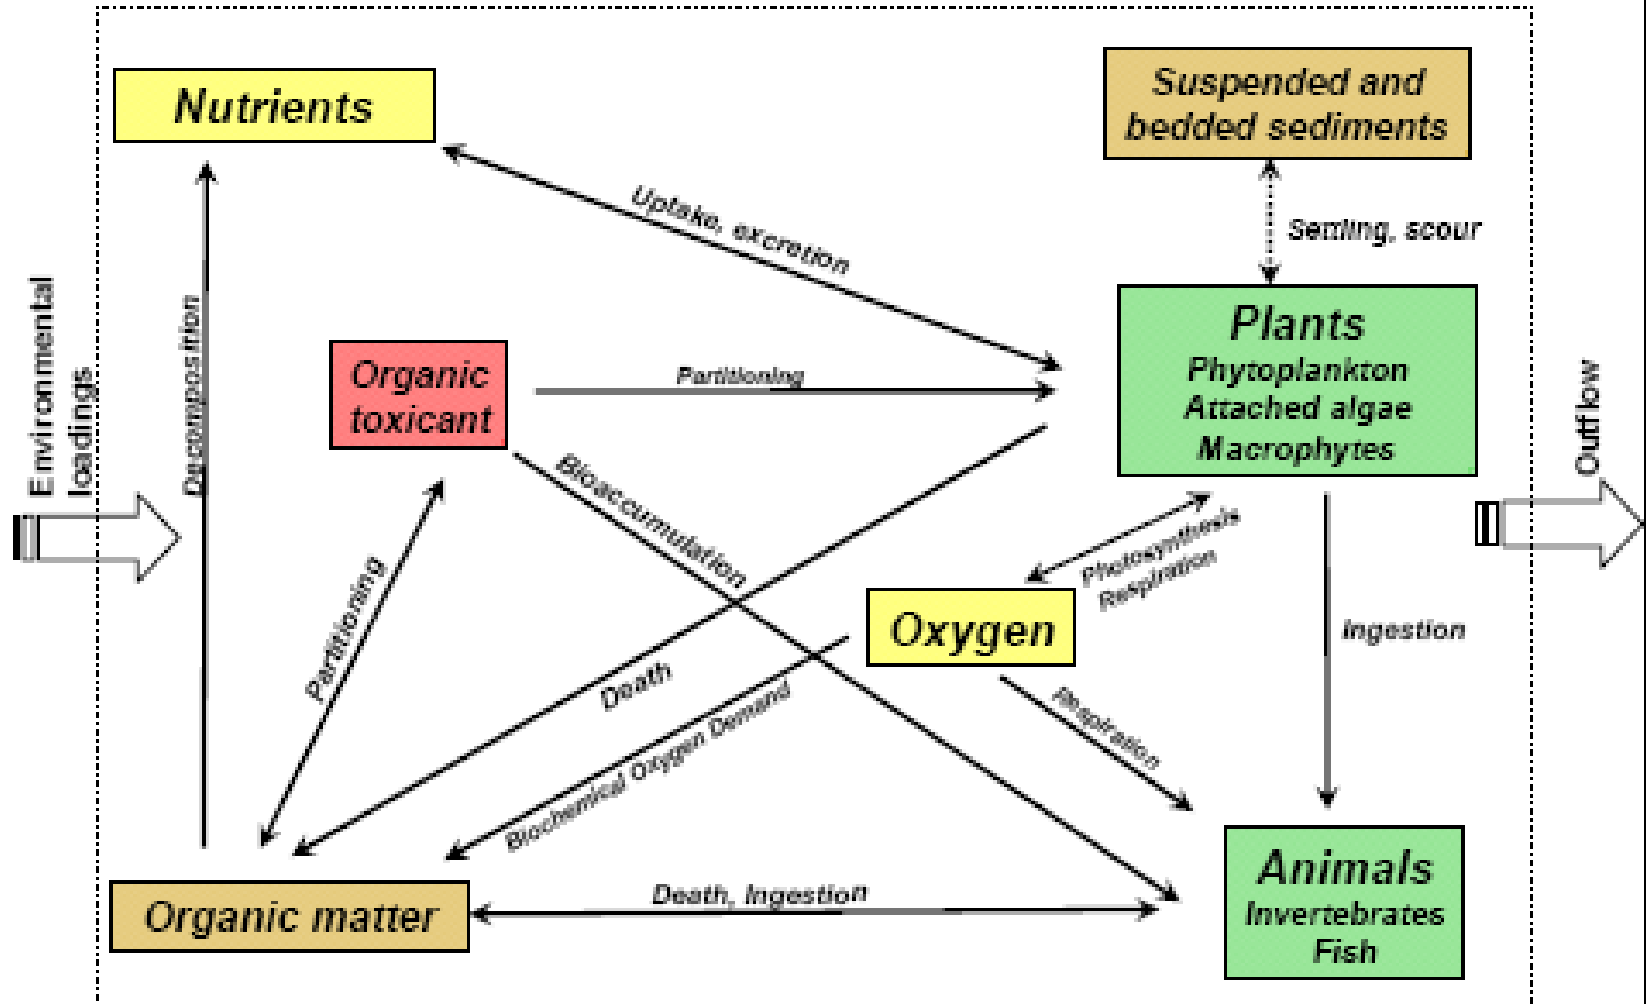 Nutrients
Suspended and
bedded sediments
Uptake, excretion
Settling, scour
Environmental
loadings
Decomposition
Organic
toxicant
Partitioning
Plants
Phytoplankton
Attached algae
Macrophytes
Outflow
Bioaccumulation
Partitioning
Photosynthesis
Respiration
Oxygen
Ingestion
Death
Biochemical Oxygen Demand
Respiration
Organic matter
Death, Ingestion
Animals
Invertebrates
Fish